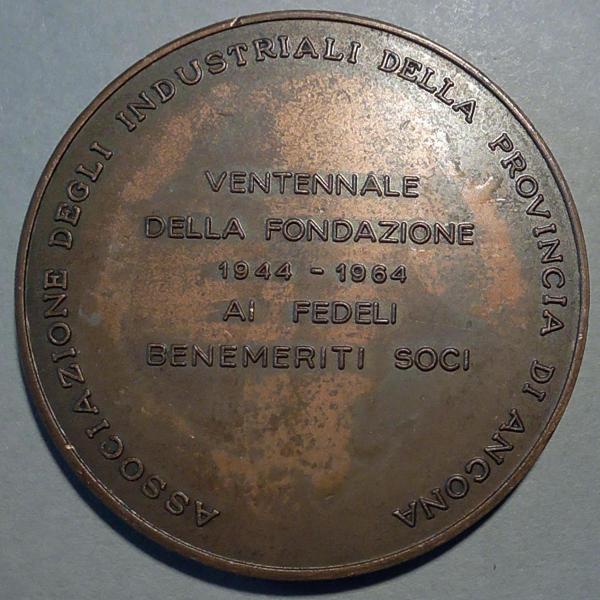 ASSOCIAZIONE DEGLI INDUSTRIALI DELLA PROVINCIA DI ANCONA
VENTENNALE
DELLA FONDAZIONE
1944 - 1964
AI FEDELI
BENEMERITI SOCI